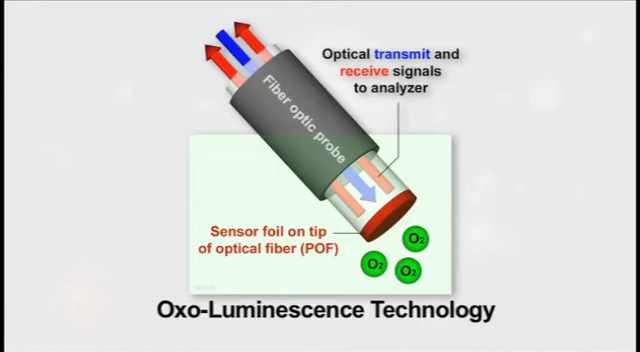 Optical transmit and
receive signals
to analyzer
Fiber optic probe
Sensor foil on tip
of optical fiber (POF)
O2
O2
O2
Oxo-Luminescence Technology